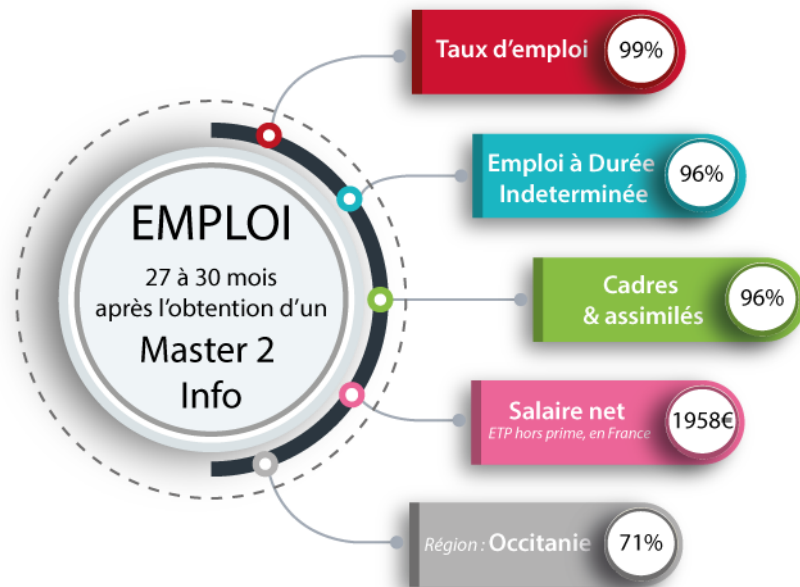 EMPLOI
27 à 30 mois
après l'obtention d'un
Master 2
Info
Taux d'emploi
99%
Emploi à Durée
Indeterminée
96%
Cadres
& assimilés
96%
Salaire net
ETP hors prime, en France
1958€
Région : Occitanie
71%